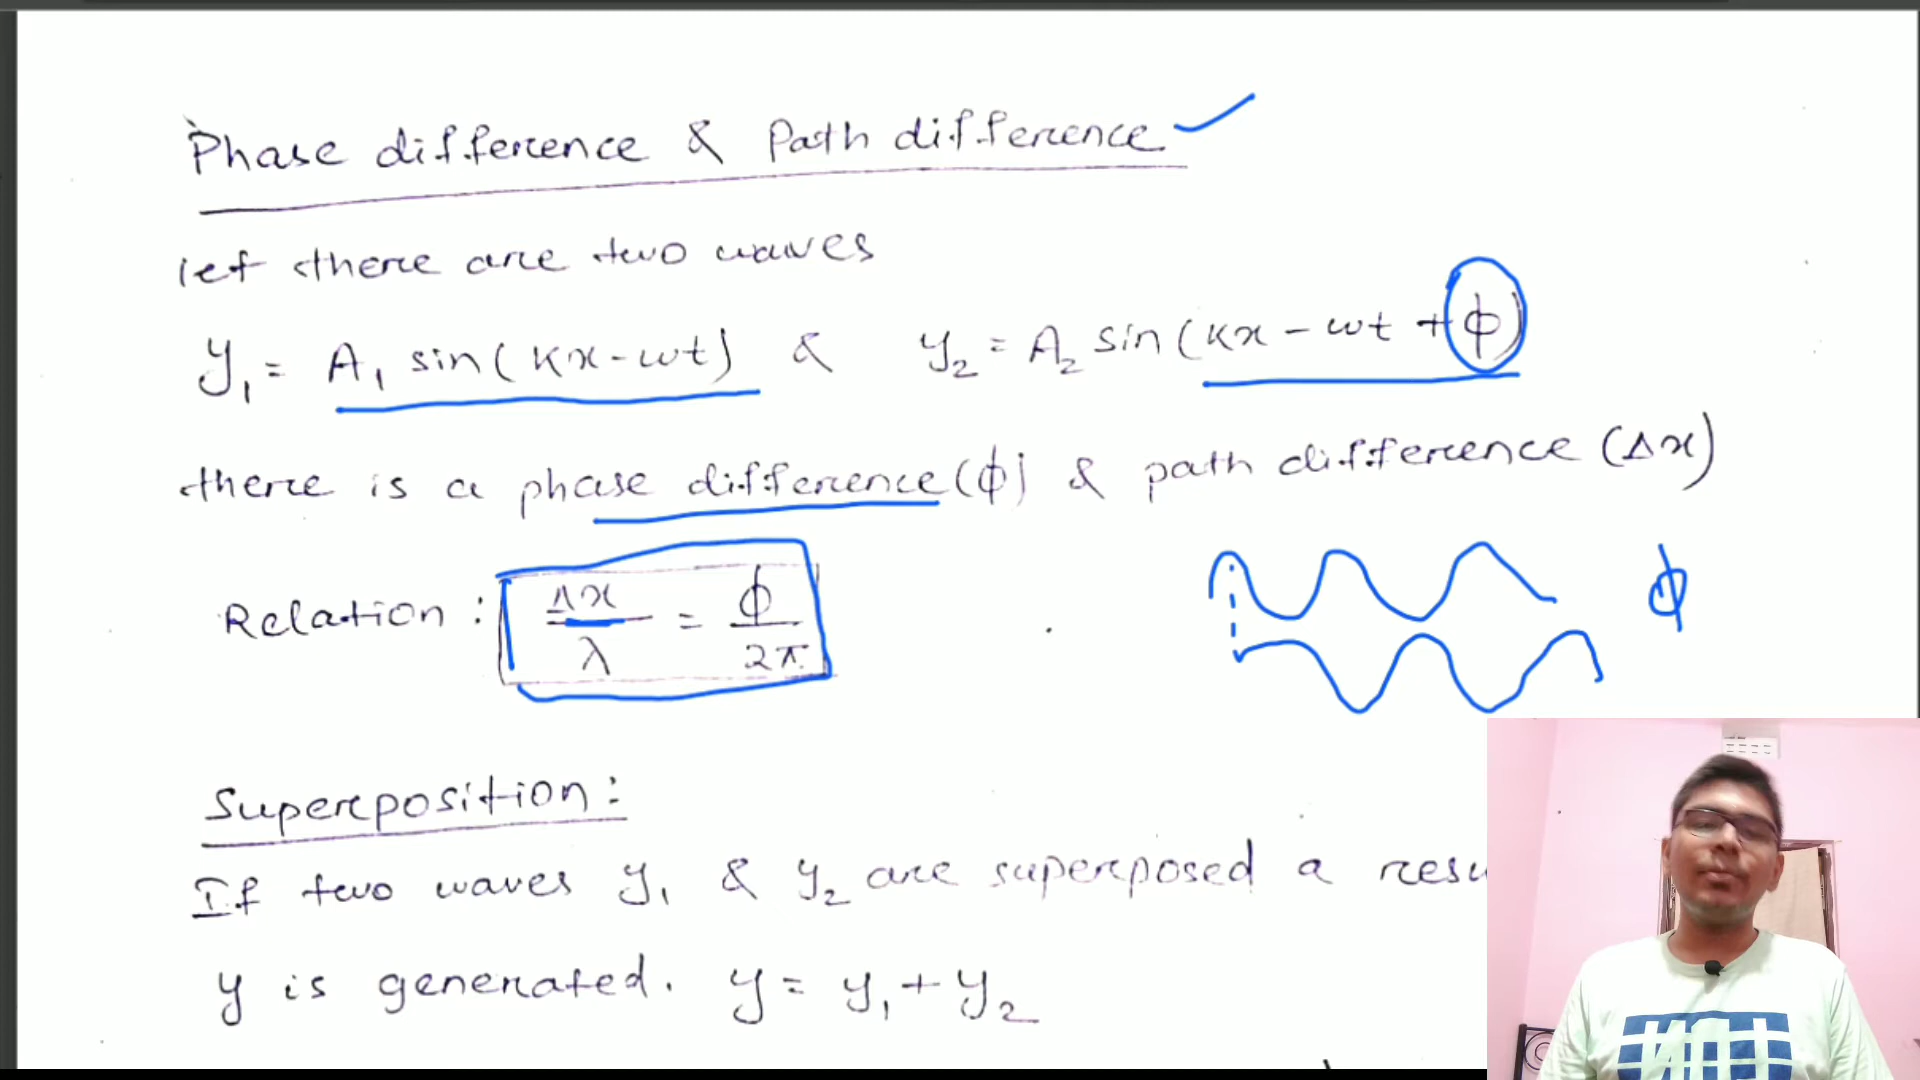 Phase difference & Path difference
let there are two waves
y₁ = A₁ sin(kx-ωt) & y₂ = A₂ sin(kx-ωt+ϕ)
there is a phase difference(ϕ) & path difference (Δx)
Relation : Δx/λ = ϕ/2π
ϕ
Superposition:
If two waves y₁ & y₂ are superposed a
y is generated. y = y₁+y₂